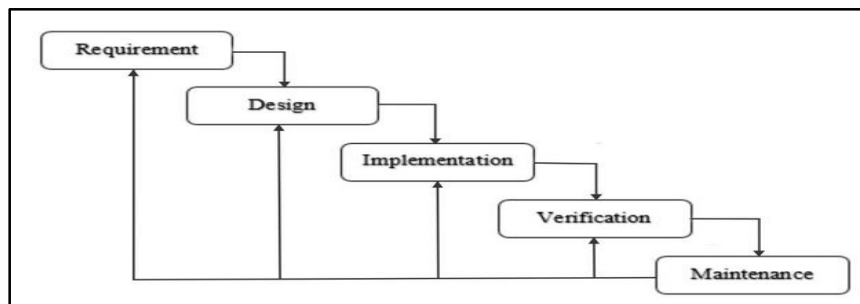 Requirement
Design
Implementation
Verification
Maintenance